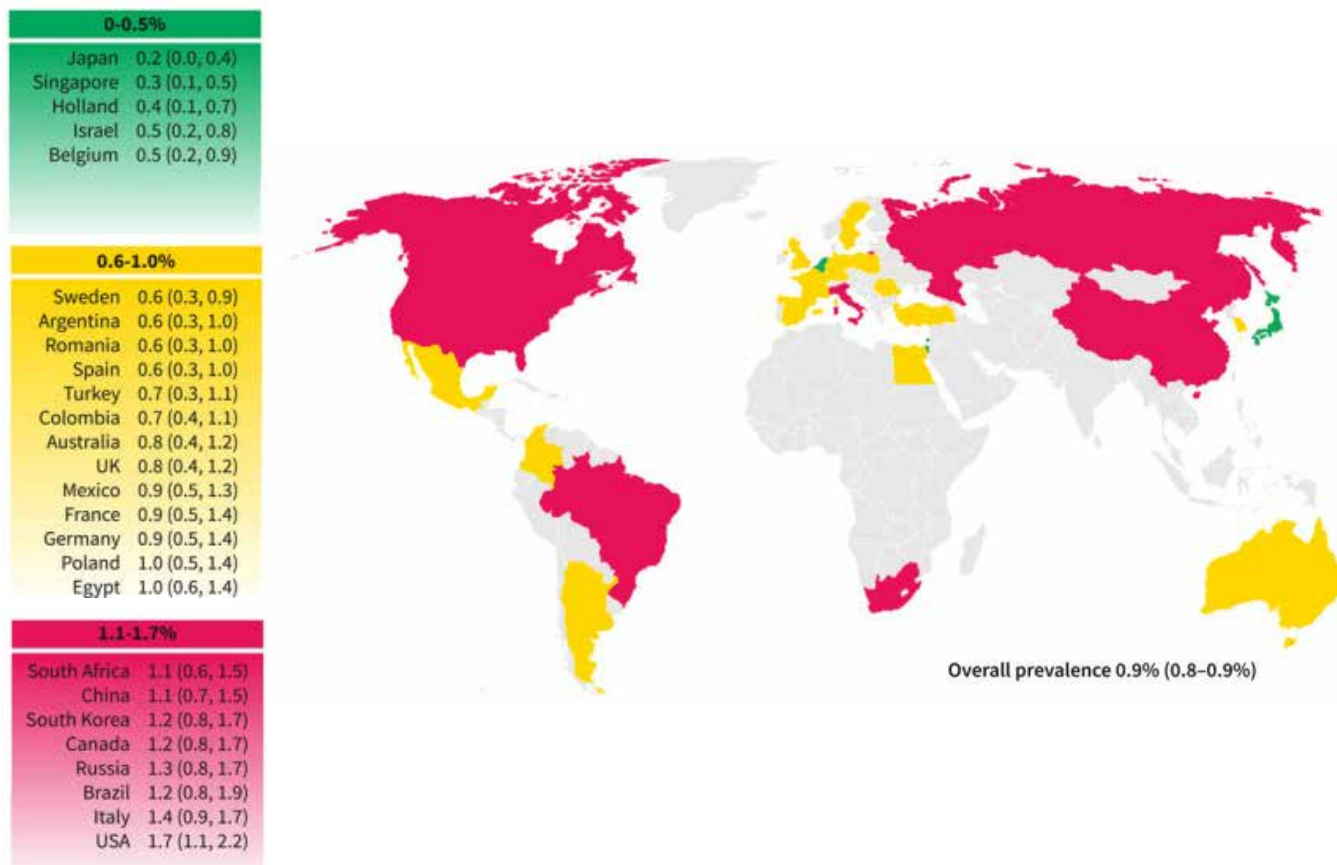 0-0.5%
Japan 0.2 (0.0, 0.4)
Singapore 0.3 (0.1, 0.5)
Holland 0.4 (0.1, 0.7)
Israel 0.5 (0.2, 0.8)
Belgium 0.5 (0.2, 0.9)
0.6-1.0%
Sweden 0.6 (0.3, 0.9)
Argentina 0.6 (0.3, 1.0)
Romania 0.6 (0.3, 1.0)
Spain 0.6 (0.3, 1.0)
Turkey 0.7 (0.3, 1.1)
Colombia 0.7 (0.4, 1.1)
Australia 0.8 (0.4, 1.2)
UK 0.8 (0.4, 1.2)
Mexico 0.9 (0.5, 1.3)
France 0.9 (0.5, 1.4)
Germany 0.9 (0.5, 1.4)
Poland 1.0 (0.5, 1.4)
Egypt 1.0 (0.6, 1.4)
1.1-1.7%
South Africa 1.1 (0.6, 1.5)
China 1.1 (0.7, 1.5)
South Korea 1.2 (0.8, 1.7)
Canada 1.2 (0.8, 1.7)
Russia 1.3 (0.8, 1.7)
Brazil 1.2 (0.8, 1.9)
Italy 1.4 (0.9, 1.7)
USA 1.7 (1.1, 2.2)
Overall prevalence 0.9% (0.8–0.9%)